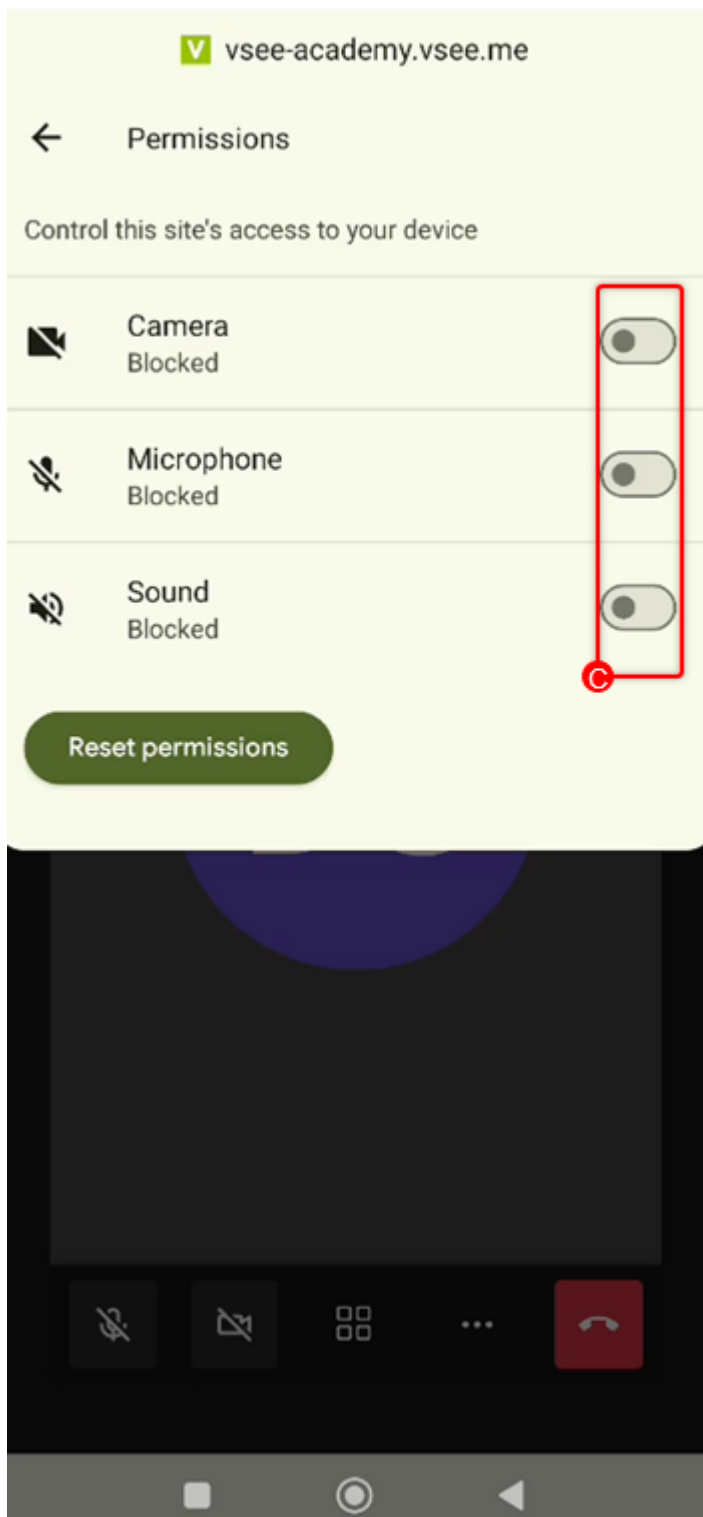 V vsee-academy.vsee.me
Permissions
Control this site's access to your device
Camera
Blocked
Microphone
Blocked
Sound
Blocked
C
Reset permissions